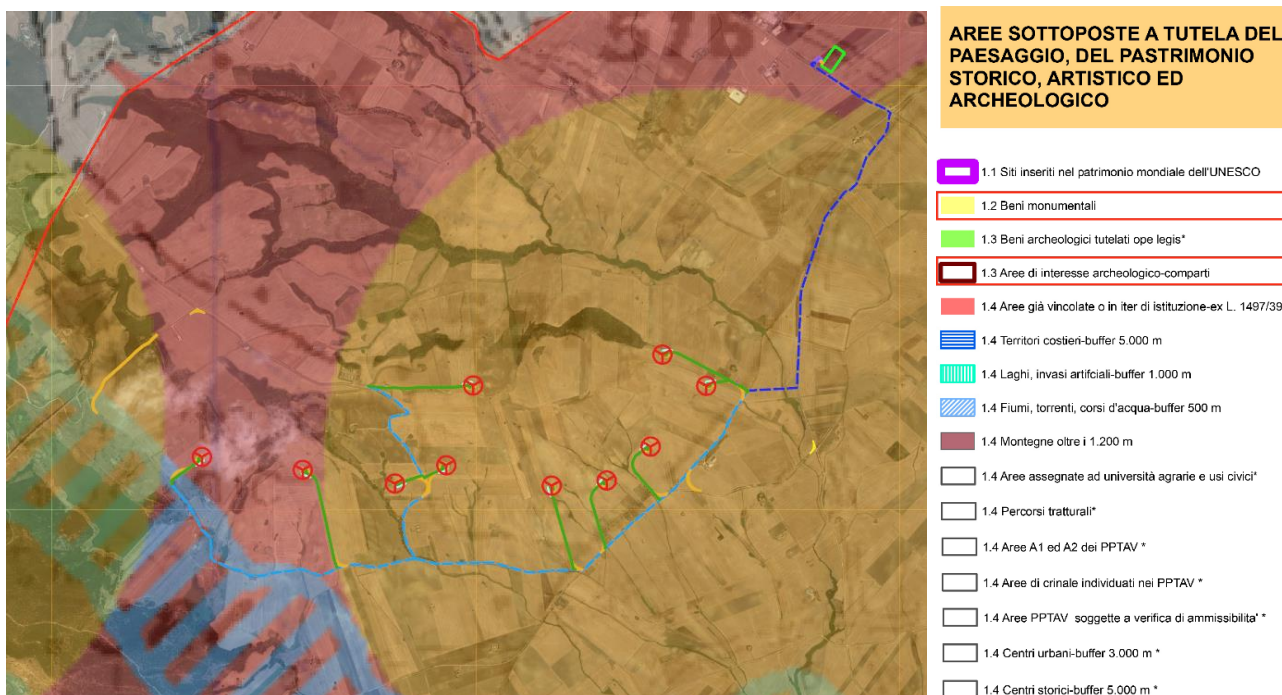 576
AREE SOTTOPOSTE A TUTELA DEL
PAESAGGIO, DEL PASTRIMONIO
STORICO, ARTISTICO ED
ARCHEOLOGICO
1.1 Siti inseriti nel patrimonio mondiale dell'UNESCO
1.2 Beni monumentali
1.3 Beni archeologici tutelati ope legis*
1.3 Aree di interesse archeologico-comparti
1.4 Aree già vincolate o in iter di istituzione-ex L. 1497/39
1.4 Territori costieri-buffer 5.000 m
1.4 Laghi, invasi artifciali-buffer 1.000 m
1.4 Fiumi, torrenti, corsi d'acqua-buffer 500 m
1.4 Montegne oltre i 1.200 m
1.4 Aree assegnate ad università agrarie e usi civici*
1.4 Percorsi tratturali*
1.4 Aree A1 ed A2 dei PPTAV *
1.4 Aree di crinale individuati nei PPTAV *
1.4 Aree PPTAV soggette a verifica di ammissibilita' *
1.4 Centri urbani-buffer 3.000 m *
1.4 Centri storici-buffer 5.000 m *